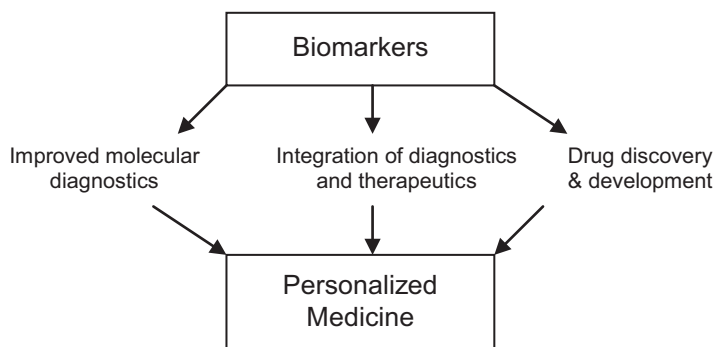 Biomarkers
Improved molecular
diagnostics
Integration of diagnostics
and therapeutics
Drug discovery
& development
Personalized
Medicine